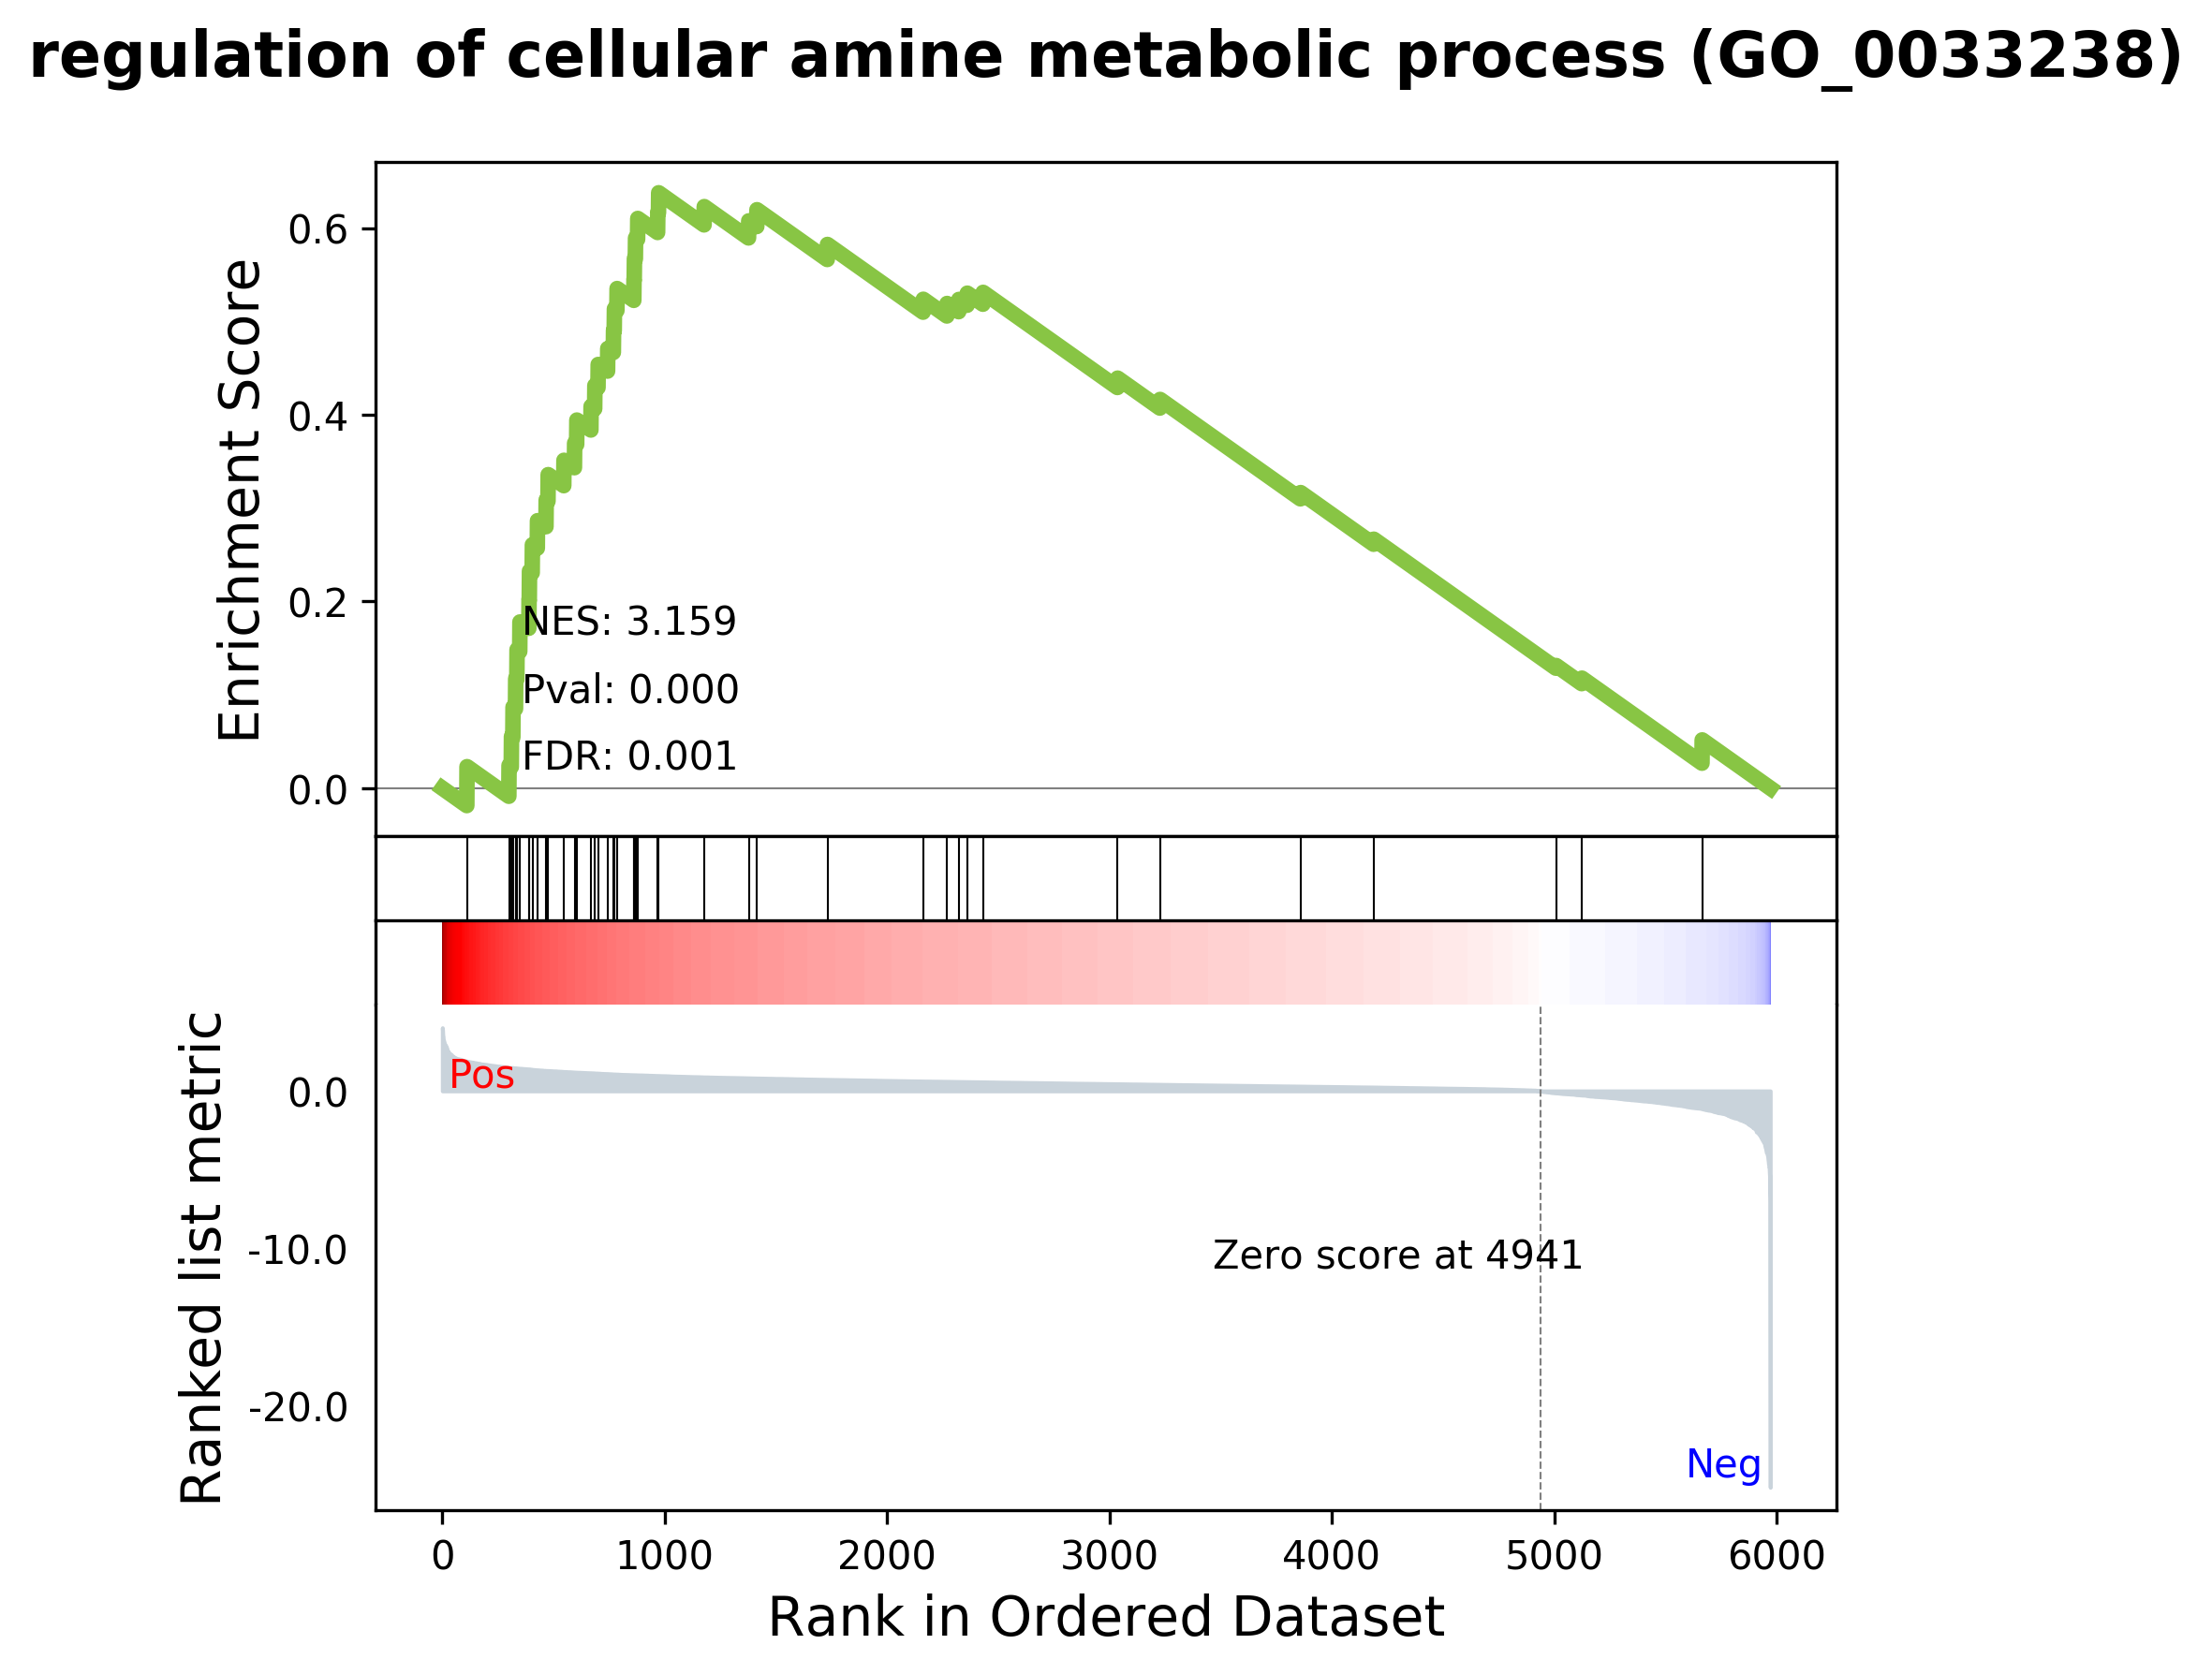 regulation of cellular amine metabolic process (GO_0033238)
Enrichment Score
0.6
0.4
0.2
0.0
NES: 3.159
Pval: 0.000
FDR: 0.001
Ranked list metric
0.0
-10.0
-20.0
Pos
Zero score at 4941
Neg
0 1000 2000 3000 4000 5000 6000
Rank in Ordered Dataset